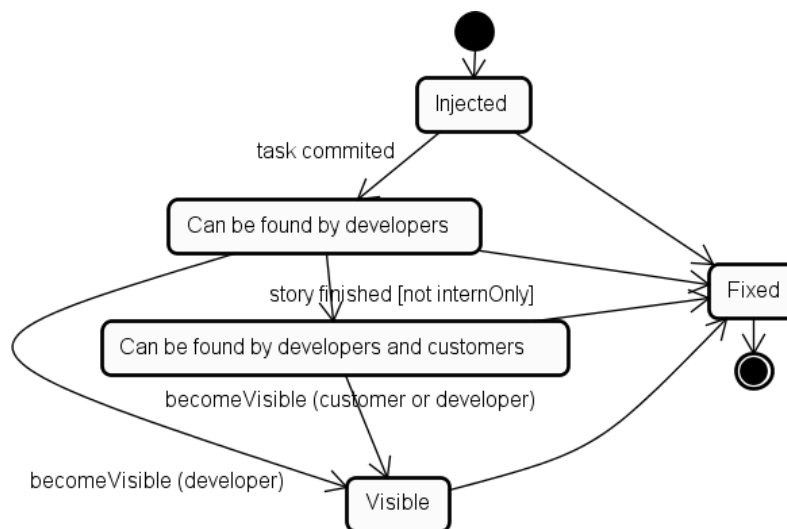 Injected
task commited
Can be found by developers
story finished [not internOnly]
Fixed
Can be found by developers and customers
becomeVisible (customer or developer)
becomeVisible (developer)
Visible